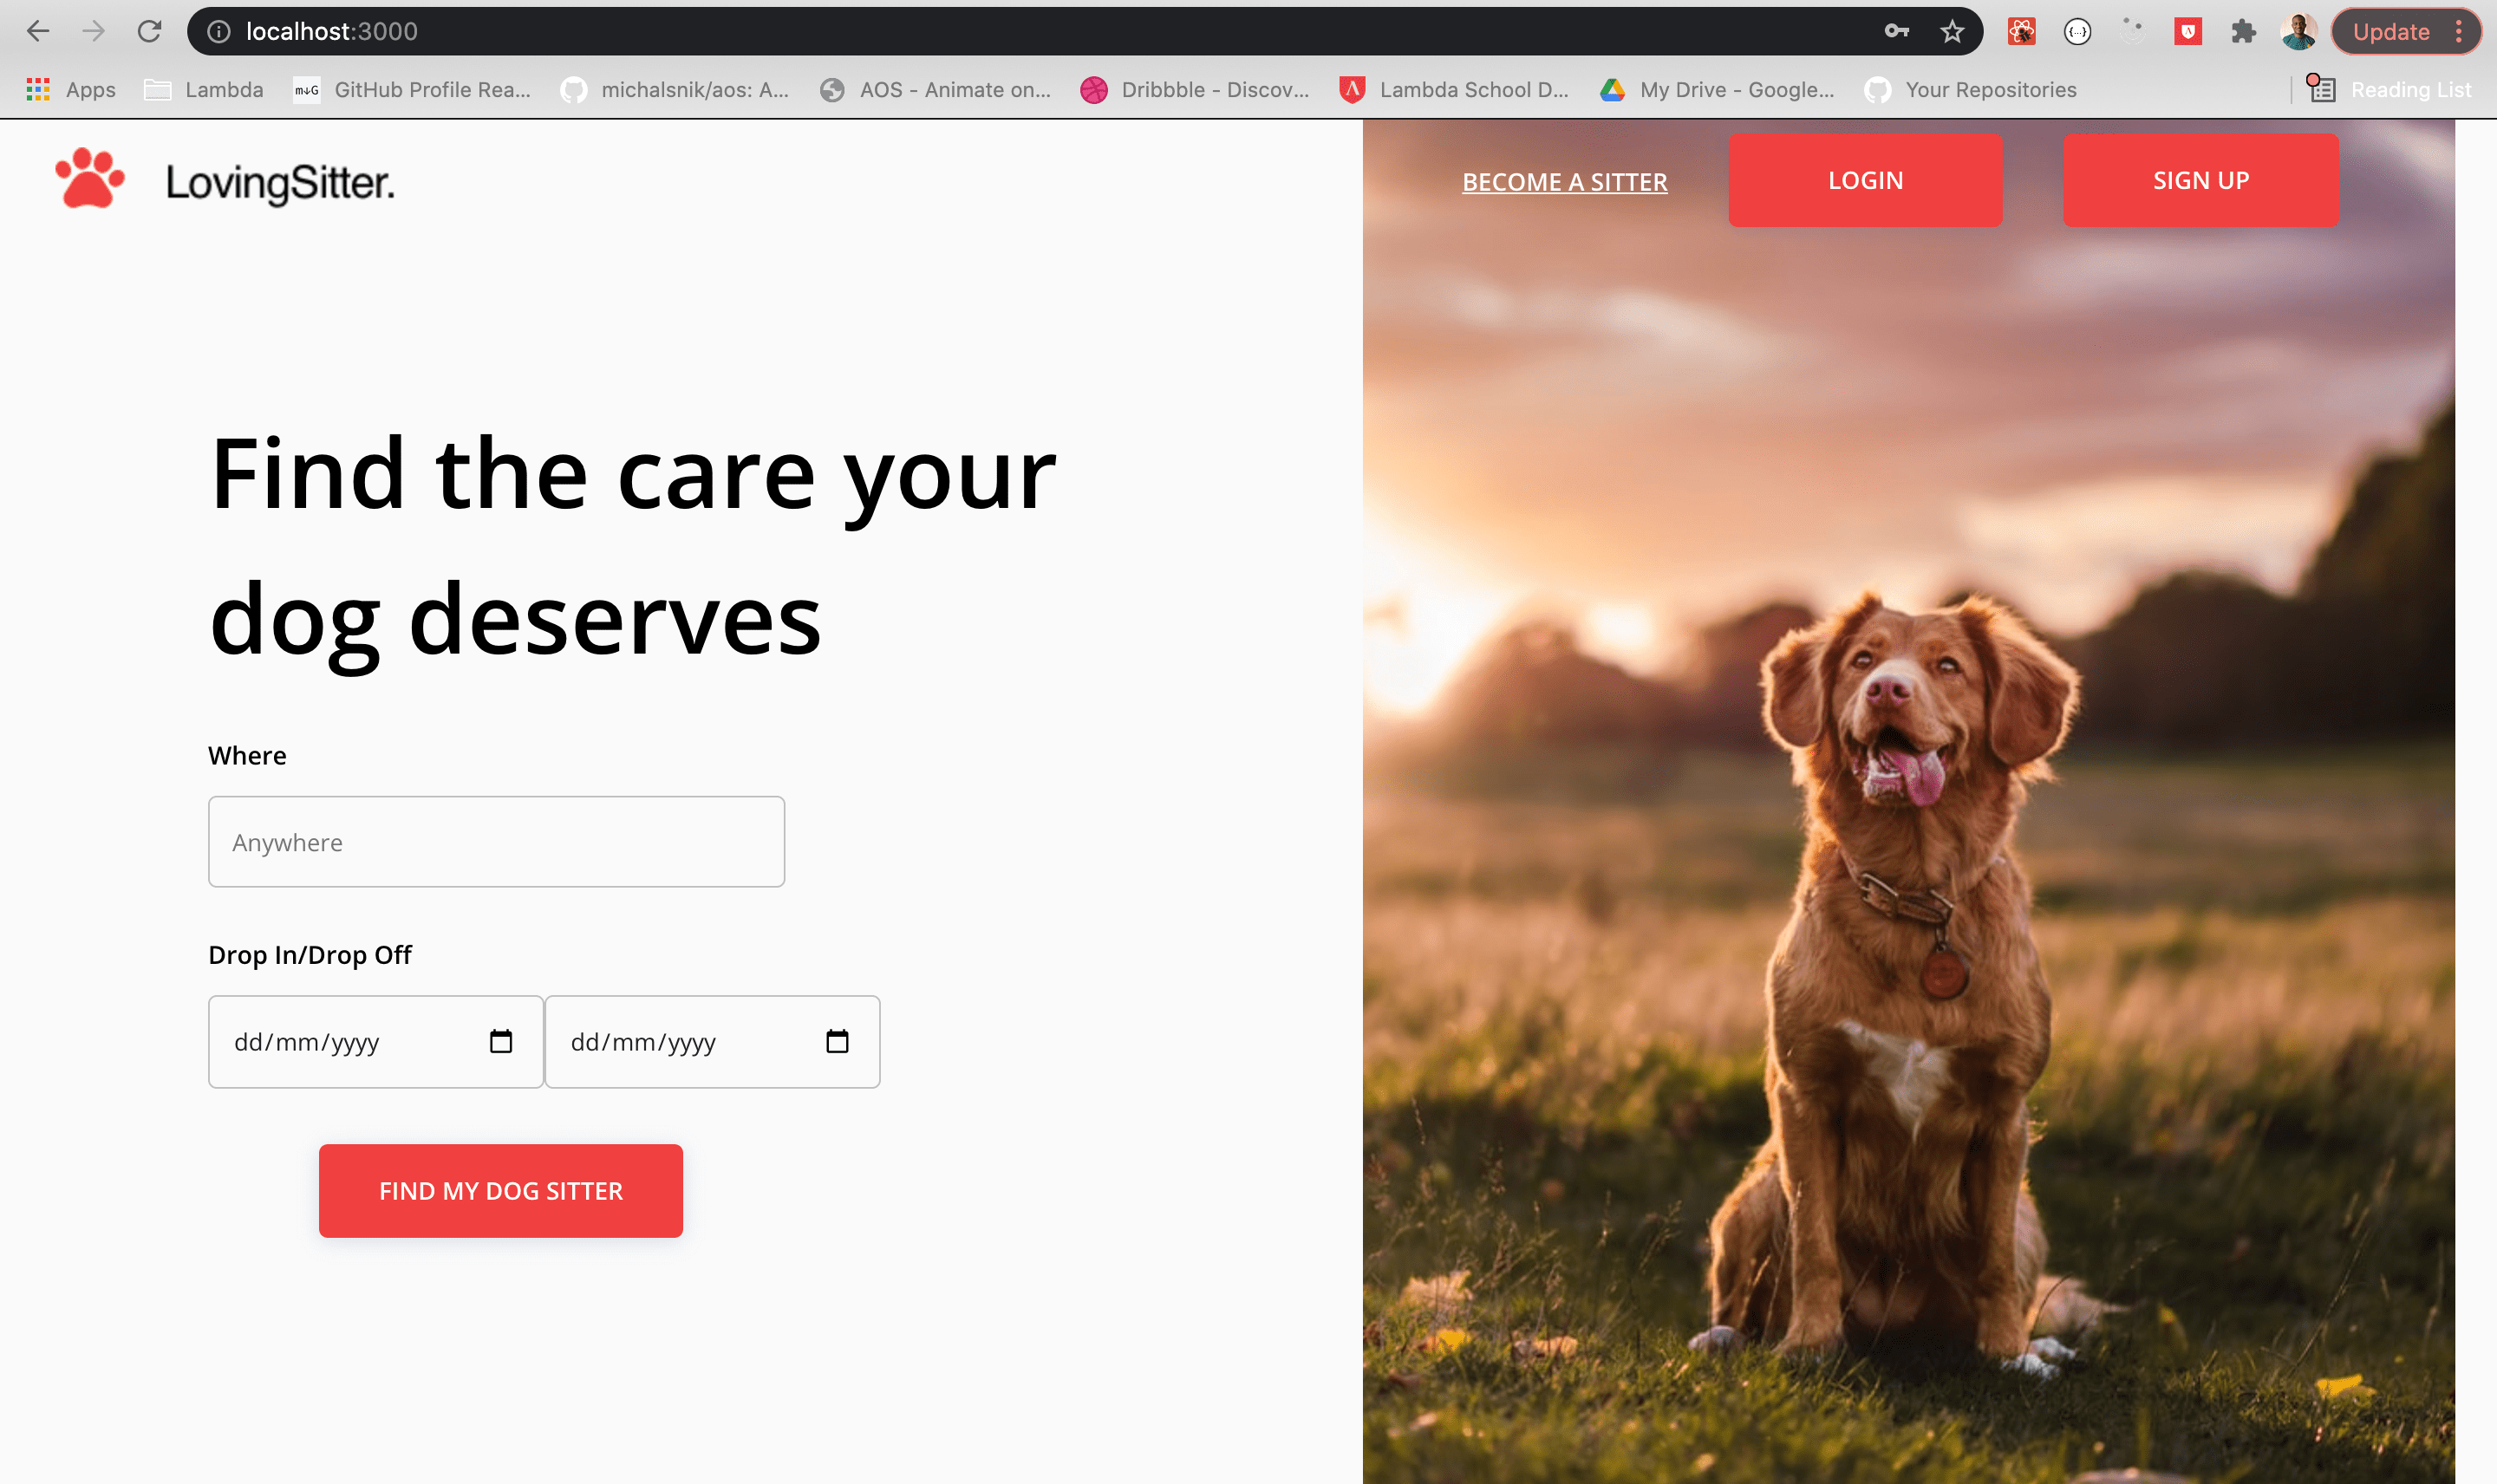 localhost:3000
Update
Apps
Lambda
GitHub Profile Rea...
michalsnik/aos: A...
AOS - Animate on...
Dribbble - Discov...
Lambda School D...
My Drive - Google...
Your Repositories
Reading List
LovingSitter.
BECOME A SITTER
LOGIN
SIGN UP
Find the care your
dog deserves
Where
Anywhere
Drop In/Drop Off
dd/mm/yyyy
dd/mm/yyyy
FIND MY DOG SITTER